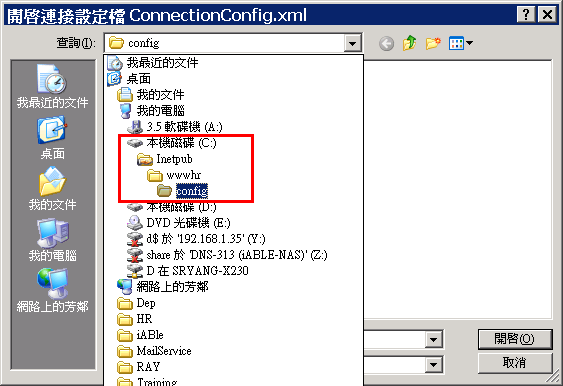 開啓連接設定檔 ConnectionConfig.xml
查詢(I):
config
我最近的文件
桌面
我的文件
我的電腦
3.5 軟碟機 (A:)
本機磁碟 (C:)
Inetpub
wwwhr
config
本機磁碟 (D:)
DVD 光碟機 (E:)
d$ 於 '192.168.1.35' (Y:)
share 於 'DNS-313 (iABLE-NAS)' (Z:)
D 在 SRYANG-X230
網路上的芳鄰
Dep
HR
iABle
MailService
RAY
Training
我最近的文件
桌面
我的文件
我的電腦
網路上的芳鄰
開啓(O)
取消